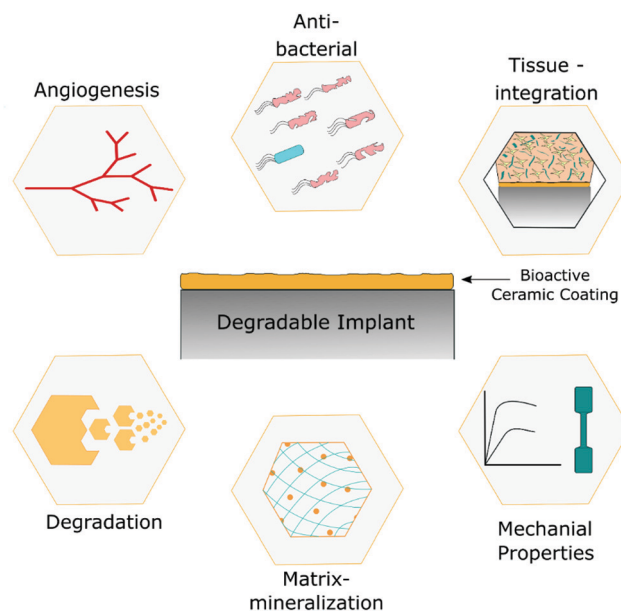 Anti-
bacterial
Angiogenesis
Tissue -
integration
Bioactive
Ceramic Coating
Degradable Implant
Degradation
Matrix-
mineralization
Mechanial
Properties